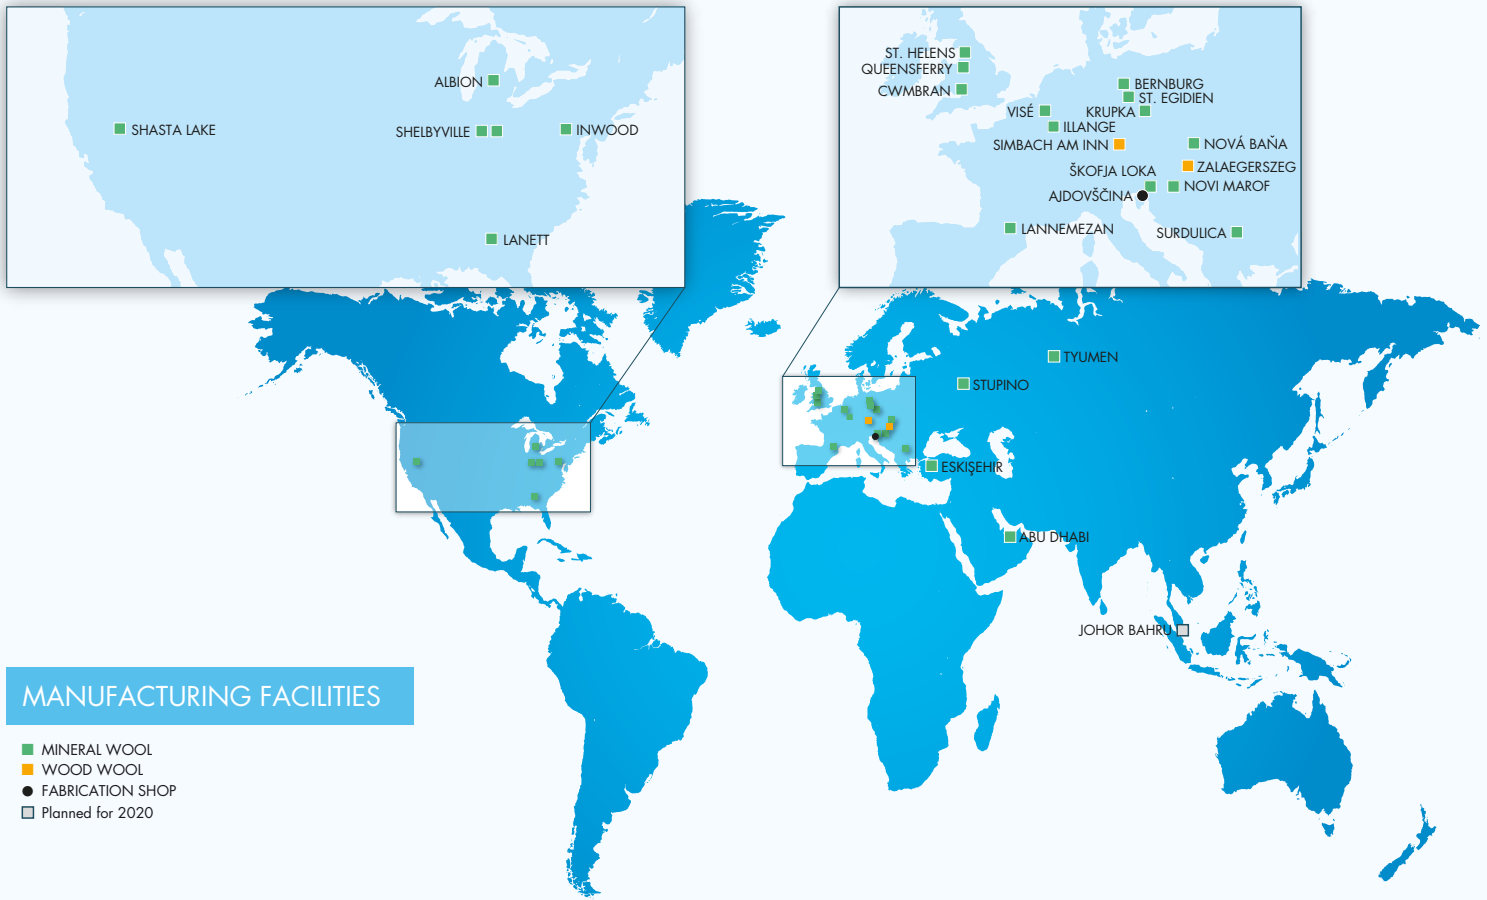 ALBION
SHASTA LAKE
SHELBYVILLE
INWOOD
LANETT
ST. HELENS
QUEENSFERRY
CWMBRAN
BERNBURG
ST. EGIDIEN
VISÉ
KRUPKA
ILLANGE
SIMBACH AM INN
NOVÁ BAŇA
ZALAEGERSZEG
ŠKOFJA LOKA
NOVI MAROF
AJDOVŠČINA
LANNEMEZAN
SURDULICA
TYUMEN
STUPINO
ESKIŞEHIR
ABU DHABI
JOHOR BAHRU
MANUFACTURING FACILITIES
MINERAL WOOL
WOOD WOOL
FABRICATION SHOP
Planned for 2020